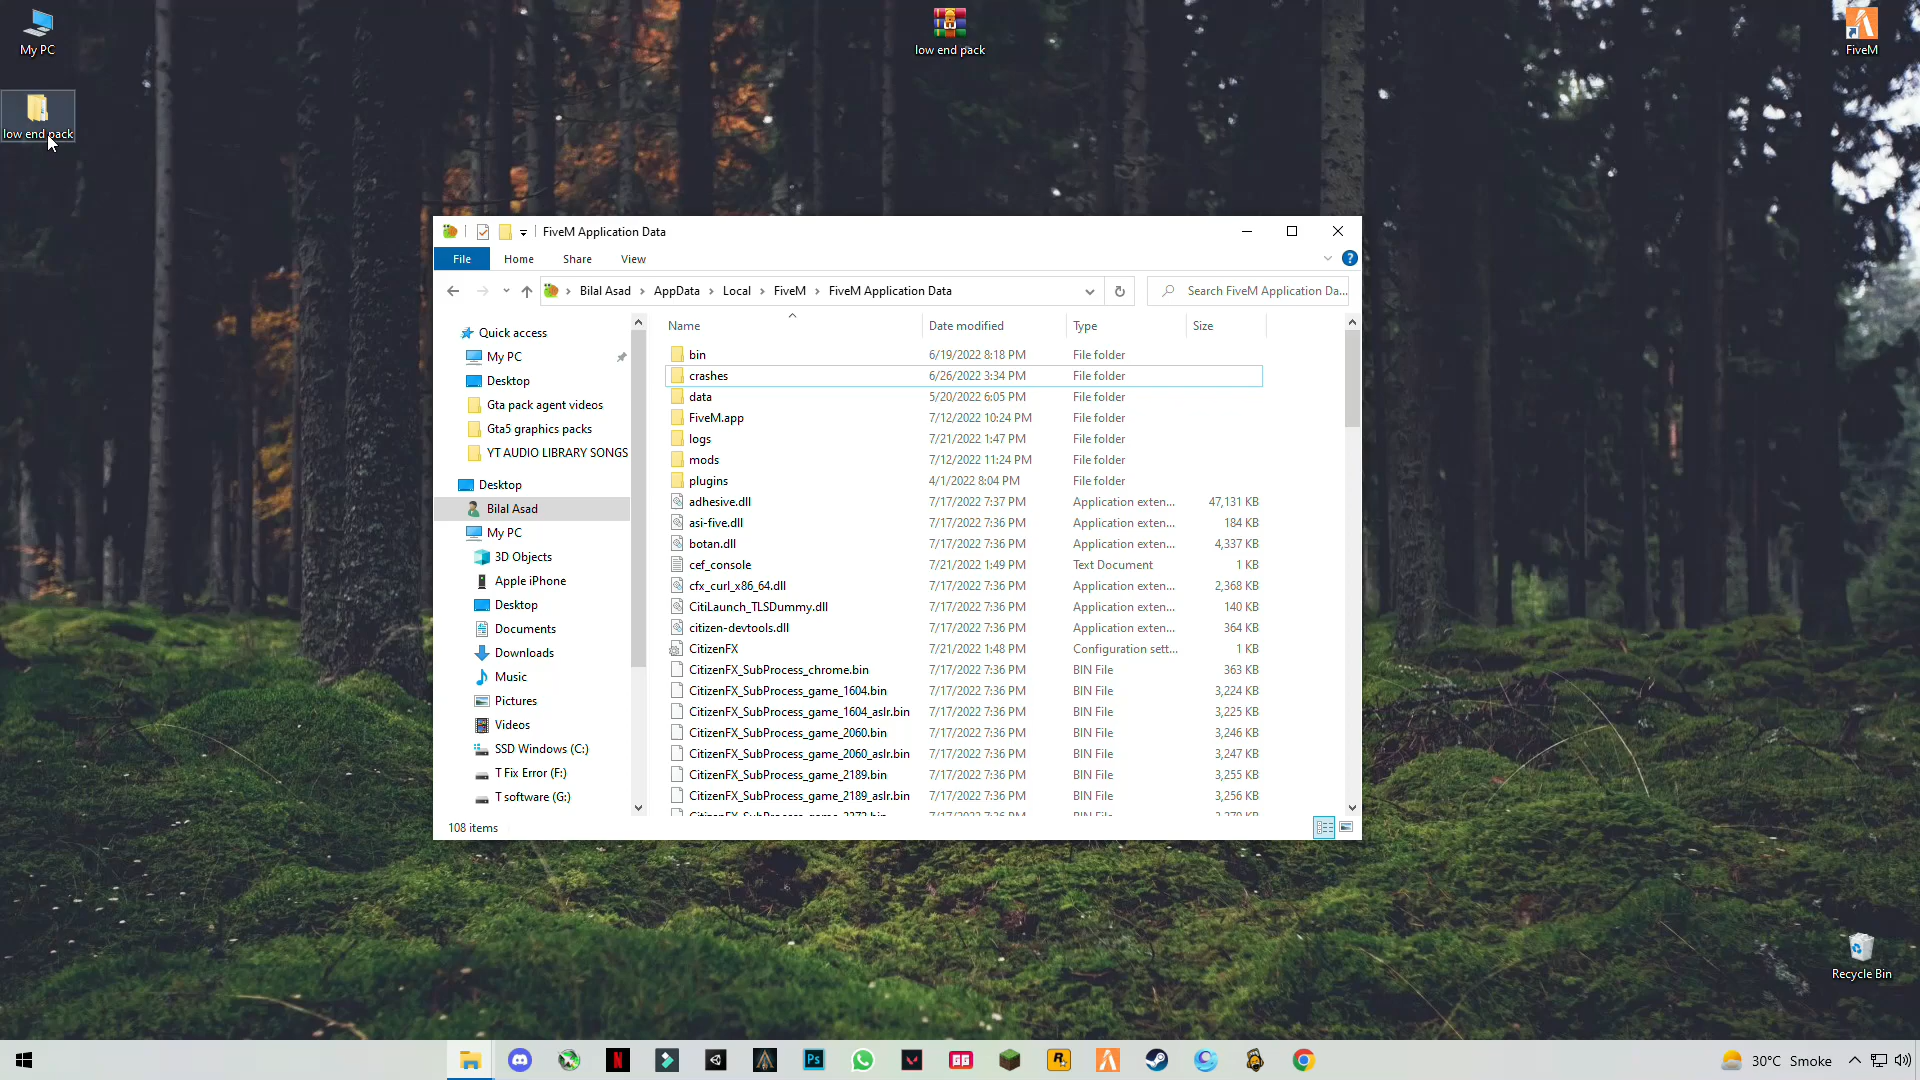 My PC
low end pack
FiveM
low end pack
FiveM Application Data
File
Home
Share
View
Bilal Asad
AppData
Local
FiveM
FiveM Application Data
Search FiveM Application Da...
Quick access
My PC
Desktop
Gta pack agent videos
Gta5 graphics packs
YT AUDIO LIBRARY SONGS
Desktop
Bilal Asad
My PC
3D Objects
Apple iPhone
Desktop
Documents
Downloads
Music
Pictures
Videos
SSD Windows (C:)
T Fix Error (F:)
T software (G:)
Name Date modified Type Size
bin 6/19/2022 8:18 PM File folder
crashes 6/26/2022 3:34 PM File folder
data 5/20/2022 6:05 PM File folder
FiveM.app 7/12/2022 10:24 PM File folder
logs 7/21/2022 1:47 PM File folder
mods 7/12/2022 11:24 PM File folder
plugins 4/1/2022 8:04 PM File folder
adhesive.dll 7/17/2022 7:37 PM Application exten... 47,131 KB
asi-five.dll 7/17/2022 7:36 PM Application exten... 184 KB
botan.dll 7/17/2022 7:36 PM Application exten... 4,337 KB
cef_console 7/21/2022 1:49 PM Text Document 1 KB
cfx_curl_x86_64.dll 7/17/2022 7:36 PM Application exten... 2,368 KB
CitiLaunch_TLSDummy.dll 7/17/2022 7:36 PM Application exten... 140 KB
citizen-devtools.dll 7/17/2022 7:36 PM Application exten... 364 KB
CitizenFX 7/21/2022 1:48 PM Configuration sett... 1 KB
CitizenFX_SubProcess_chrome.bin 7/17/2022 7:36 PM BIN File 363 KB
CitizenFX_SubProcess_game_1604.bin 7/17/2022 7:36 PM BIN File 3,224 KB
CitizenFX_SubProcess_game_1604_aslr.bin 7/17/2022 7:36 PM BIN File 3,225 KB
CitizenFX_SubProcess_game_2060.bin 7/17/2022 7:36 PM BIN File 3,246 KB
CitizenFX_SubProcess_game_2060_aslr.bin 7/17/2022 7:36 PM BIN File 3,247 KB
CitizenFX_SubProcess_game_2189.bin 7/17/2022 7:36 PM BIN File 3,255 KB
CitizenFX_SubProcess_game_2189_aslr.bin 7/17/2022 7:36 PM BIN File 3,256 KB
108 items
Recycle Bin
Ps
30°C Smoke